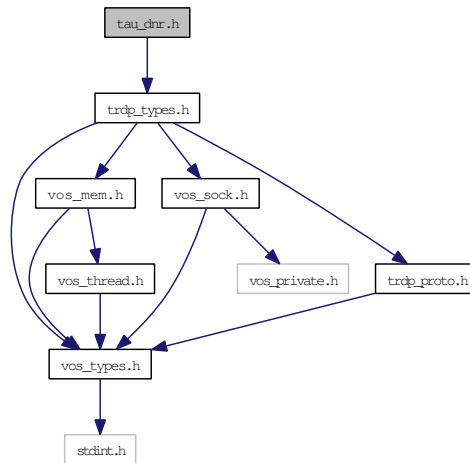 tau_dnr.h
trdp_types.h
vos_mem.h
vos_sock.h
vos_thread.h
vos_private.h
trdp_proto.h
vos_types.h
stdint.h